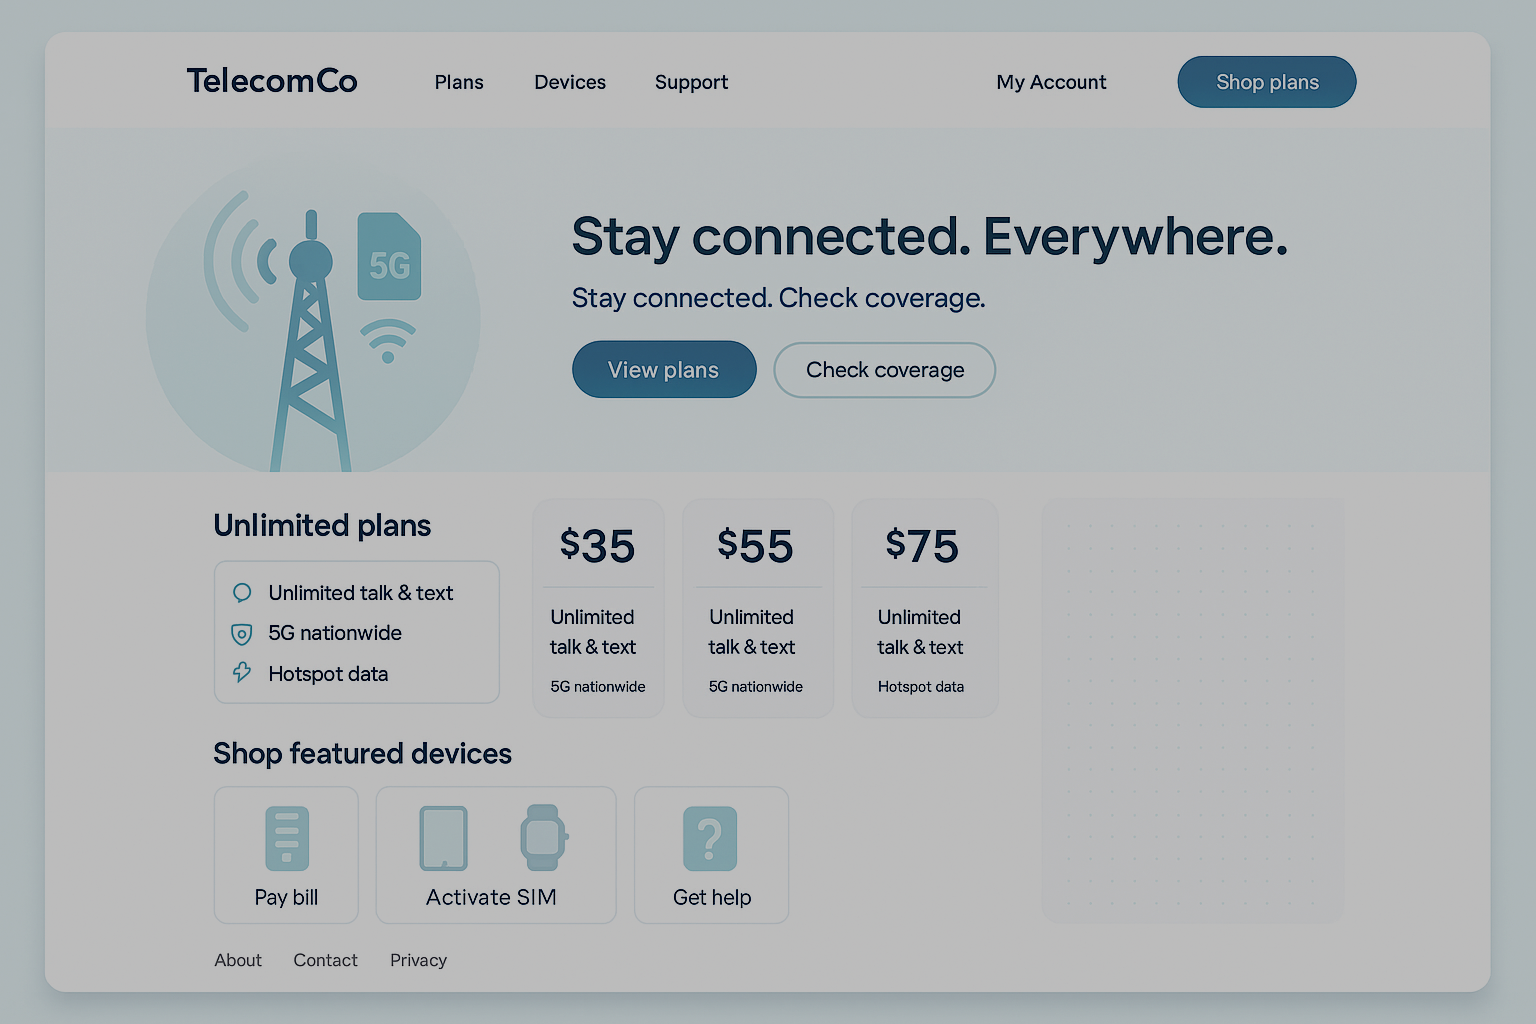 TelecomCo
Plans
Devices
Support
My Account
Shop plans
5G
Stay connected. Everywhere.
Stay connected. Check coverage.
View plans
Check coverage
Unlimited plans
Unlimited talk & text
5G nationwide
Hotspot data
$35
Unlimited
talk & text
5G nationwide
$55
Unlimited
talk & text
5G nationwide
$75
Unlimited
talk & text
Hotspot data
Shop featured devices
Pay bill
Activate SIM
?
Get help
About
Contact
Privacy